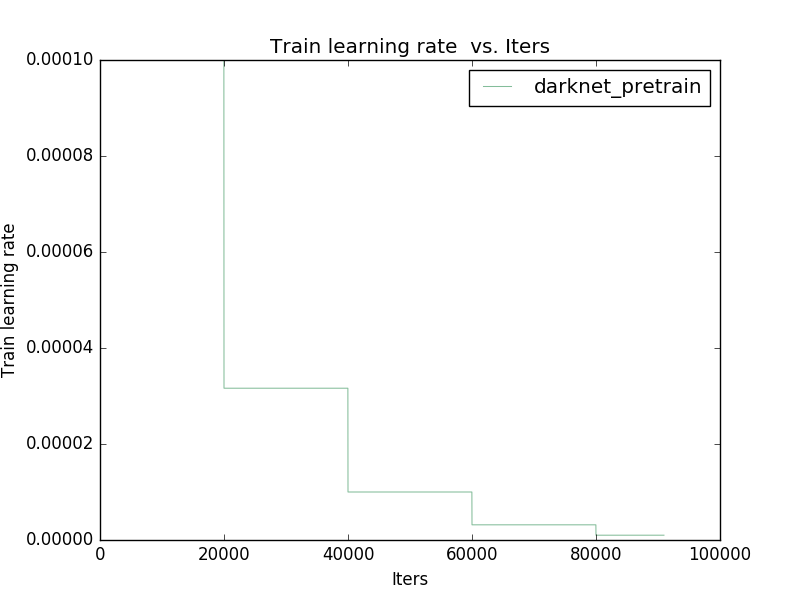 Train learning rate  vs. Iters
darknet_pretrain
0.00010
0.00008
0.00006
0.00004
0.00002
0.00000
Train learning rate
0 20000 40000 60000 80000 100000
Iters